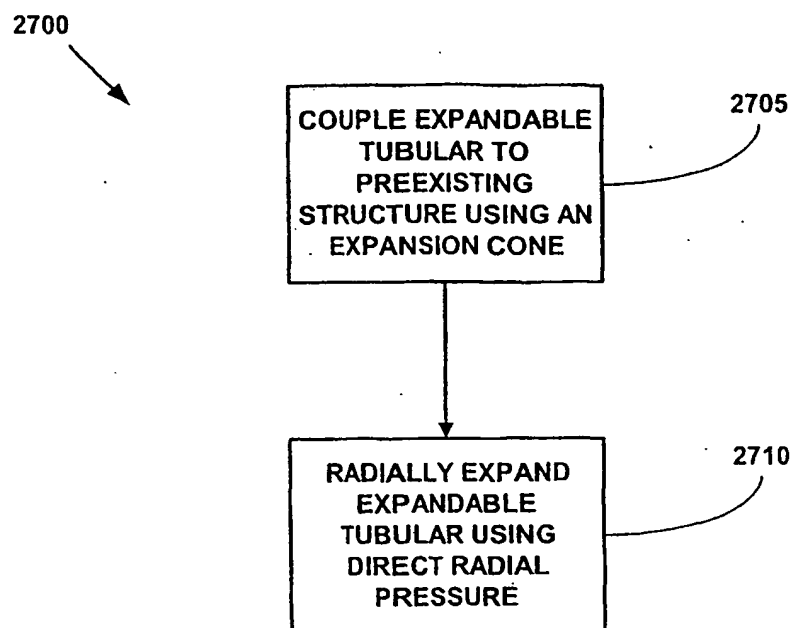 2700
COUPLE EXPANDABLE
TUBULAR TO
PREEXISTING
STRUCTURE USING AN
EXPANSION CONE
2705
RADIALLY EXPAND
EXPANDABLE
TUBULAR USING
DIRECT RADIAL
PRESSURE
2710